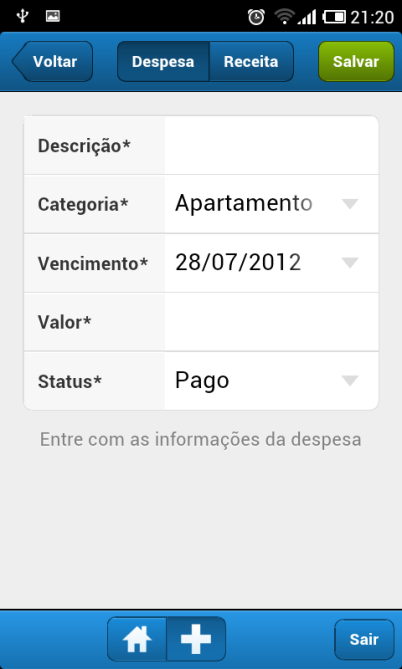 21:20
Voltar Despesa Receita Salvar
Descrição*
Categoria* Apartamento
Vencimento* 28/07/2012
Valor*
Status* Pago
Entre com as informações da despesa
Sair